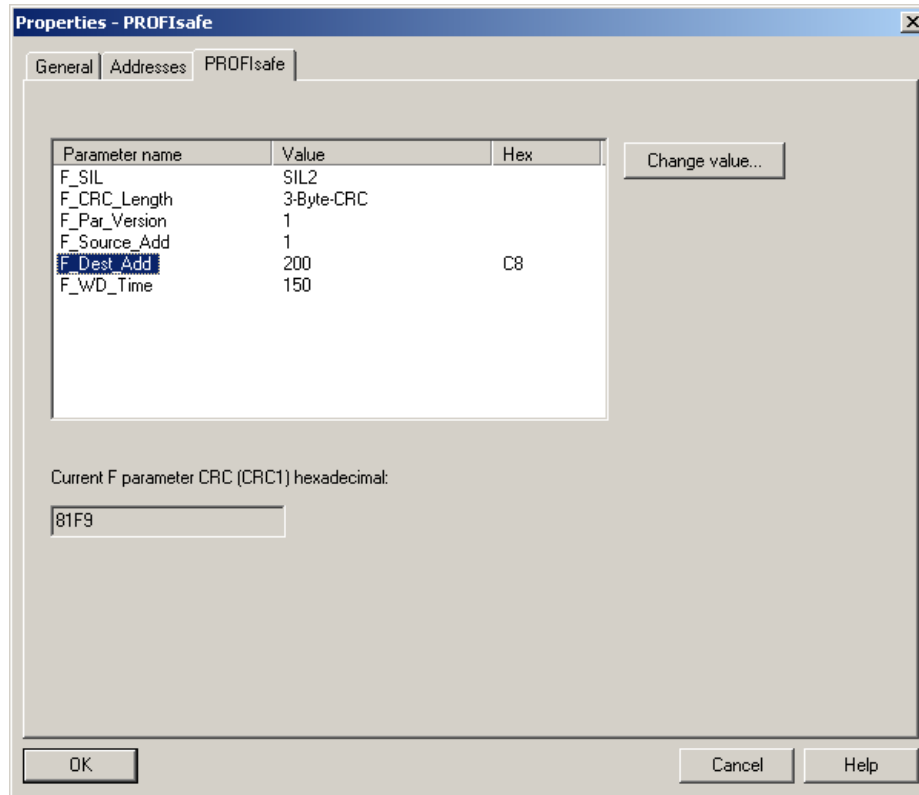 Properties - PROFIsafe
General Addresses PROFIsafe
Parameter name Value Hex
F_SIL SIL2
F_CRC_Length 3-Byte-CRC
F_Par_Version 1
F_Source_Add 1
F_Dest_Add 200 C8
F_WD_Time 150
Change value...
Current F parameter CRC (CRC1) hexadecimal:
81F9
OK Cancel Help